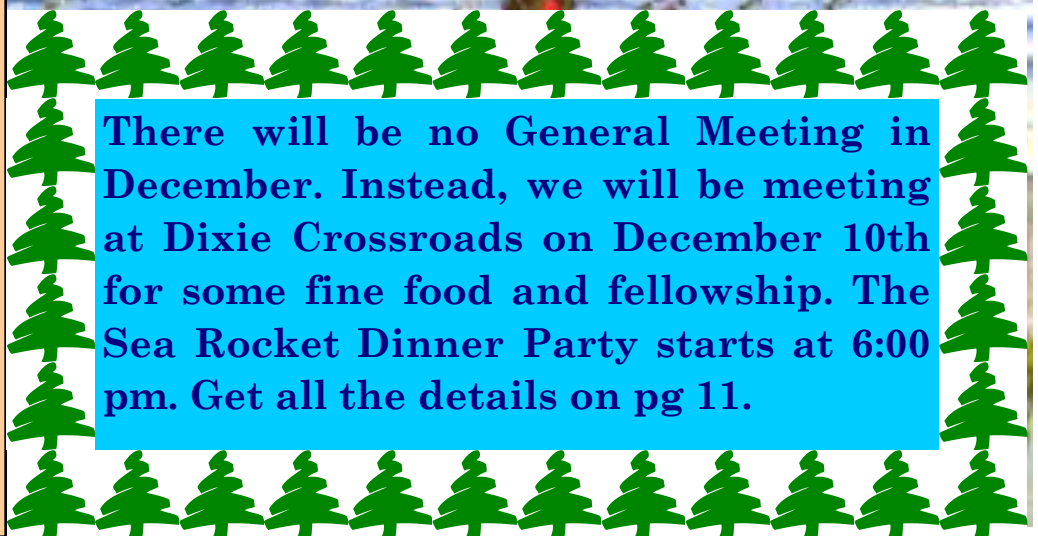 There will be no General Meeting in
December. Instead, we will be meeting
at Dixie Crossroads on December 10th
for some fine food and fellowship. The
Sea Rocket Dinner Party starts at 6:00
pm. Get all the details on pg 11.